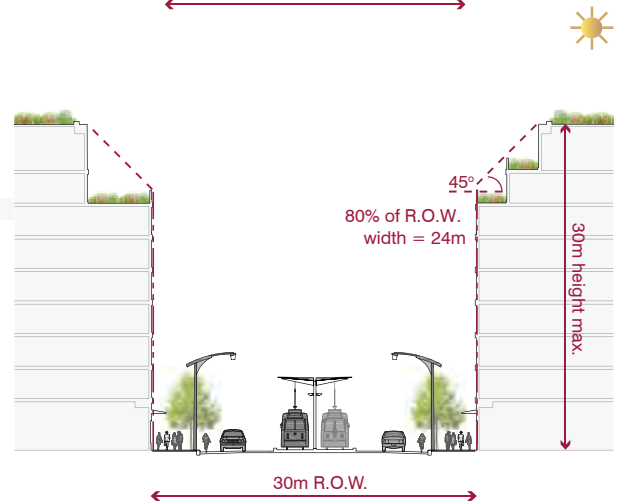 45°
80% of R.O.W.
width = 24m
30m height max.
30m R.O.W.